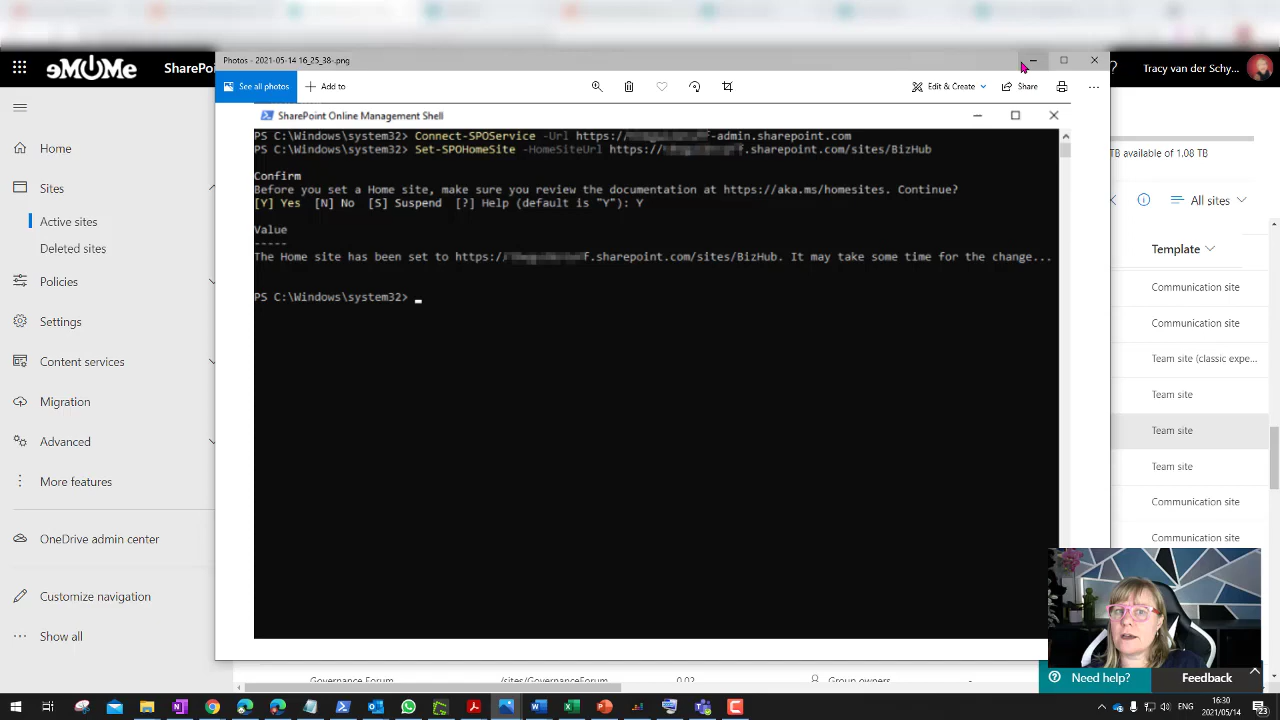 eMOMe SharePoi
Tracy van der Schy...
Photos - 2021-05-14 16_25_38-.png
See all photos
Add to
Edit & Create
Share
SharePoint Online Management Shell
PS C:\Windows\system32> Connect-SPOService -Url https:// -admin.sharepoint.com
PS C:\Windows\system32> Set-SPOHomeSite -HomeSiteUrl https:// f.sharepoint.com/sites/BizHub
Confirm
Before you set a Home site, make sure you review the documentation at https://aka.ms/homesites. Continue?
[Y] Yes [N] No [S] Suspend [?] Help (default is "Y"): Y
Value
-----
The Home site has been set to https:/ f.sharepoint.com/sites/BizHub. It may take some time for the change...
PS C:\Windows\system32>
Home
Sites
Active sites
Deleted sites
Policies
Settings
Content services
Migration
Advanced
More features
OneDrive admin center
Customize navigation
Show all
ble of 1.08 TB
All sites
Template
Communication site
Communication site
Team site (classic expe...
Team site
Team site
Team site
Communication site
Communication site
Governance Forum /sites/GovernanceForum 0.02 Group owners
Need help?
Feedback
16:30
2021/05/14